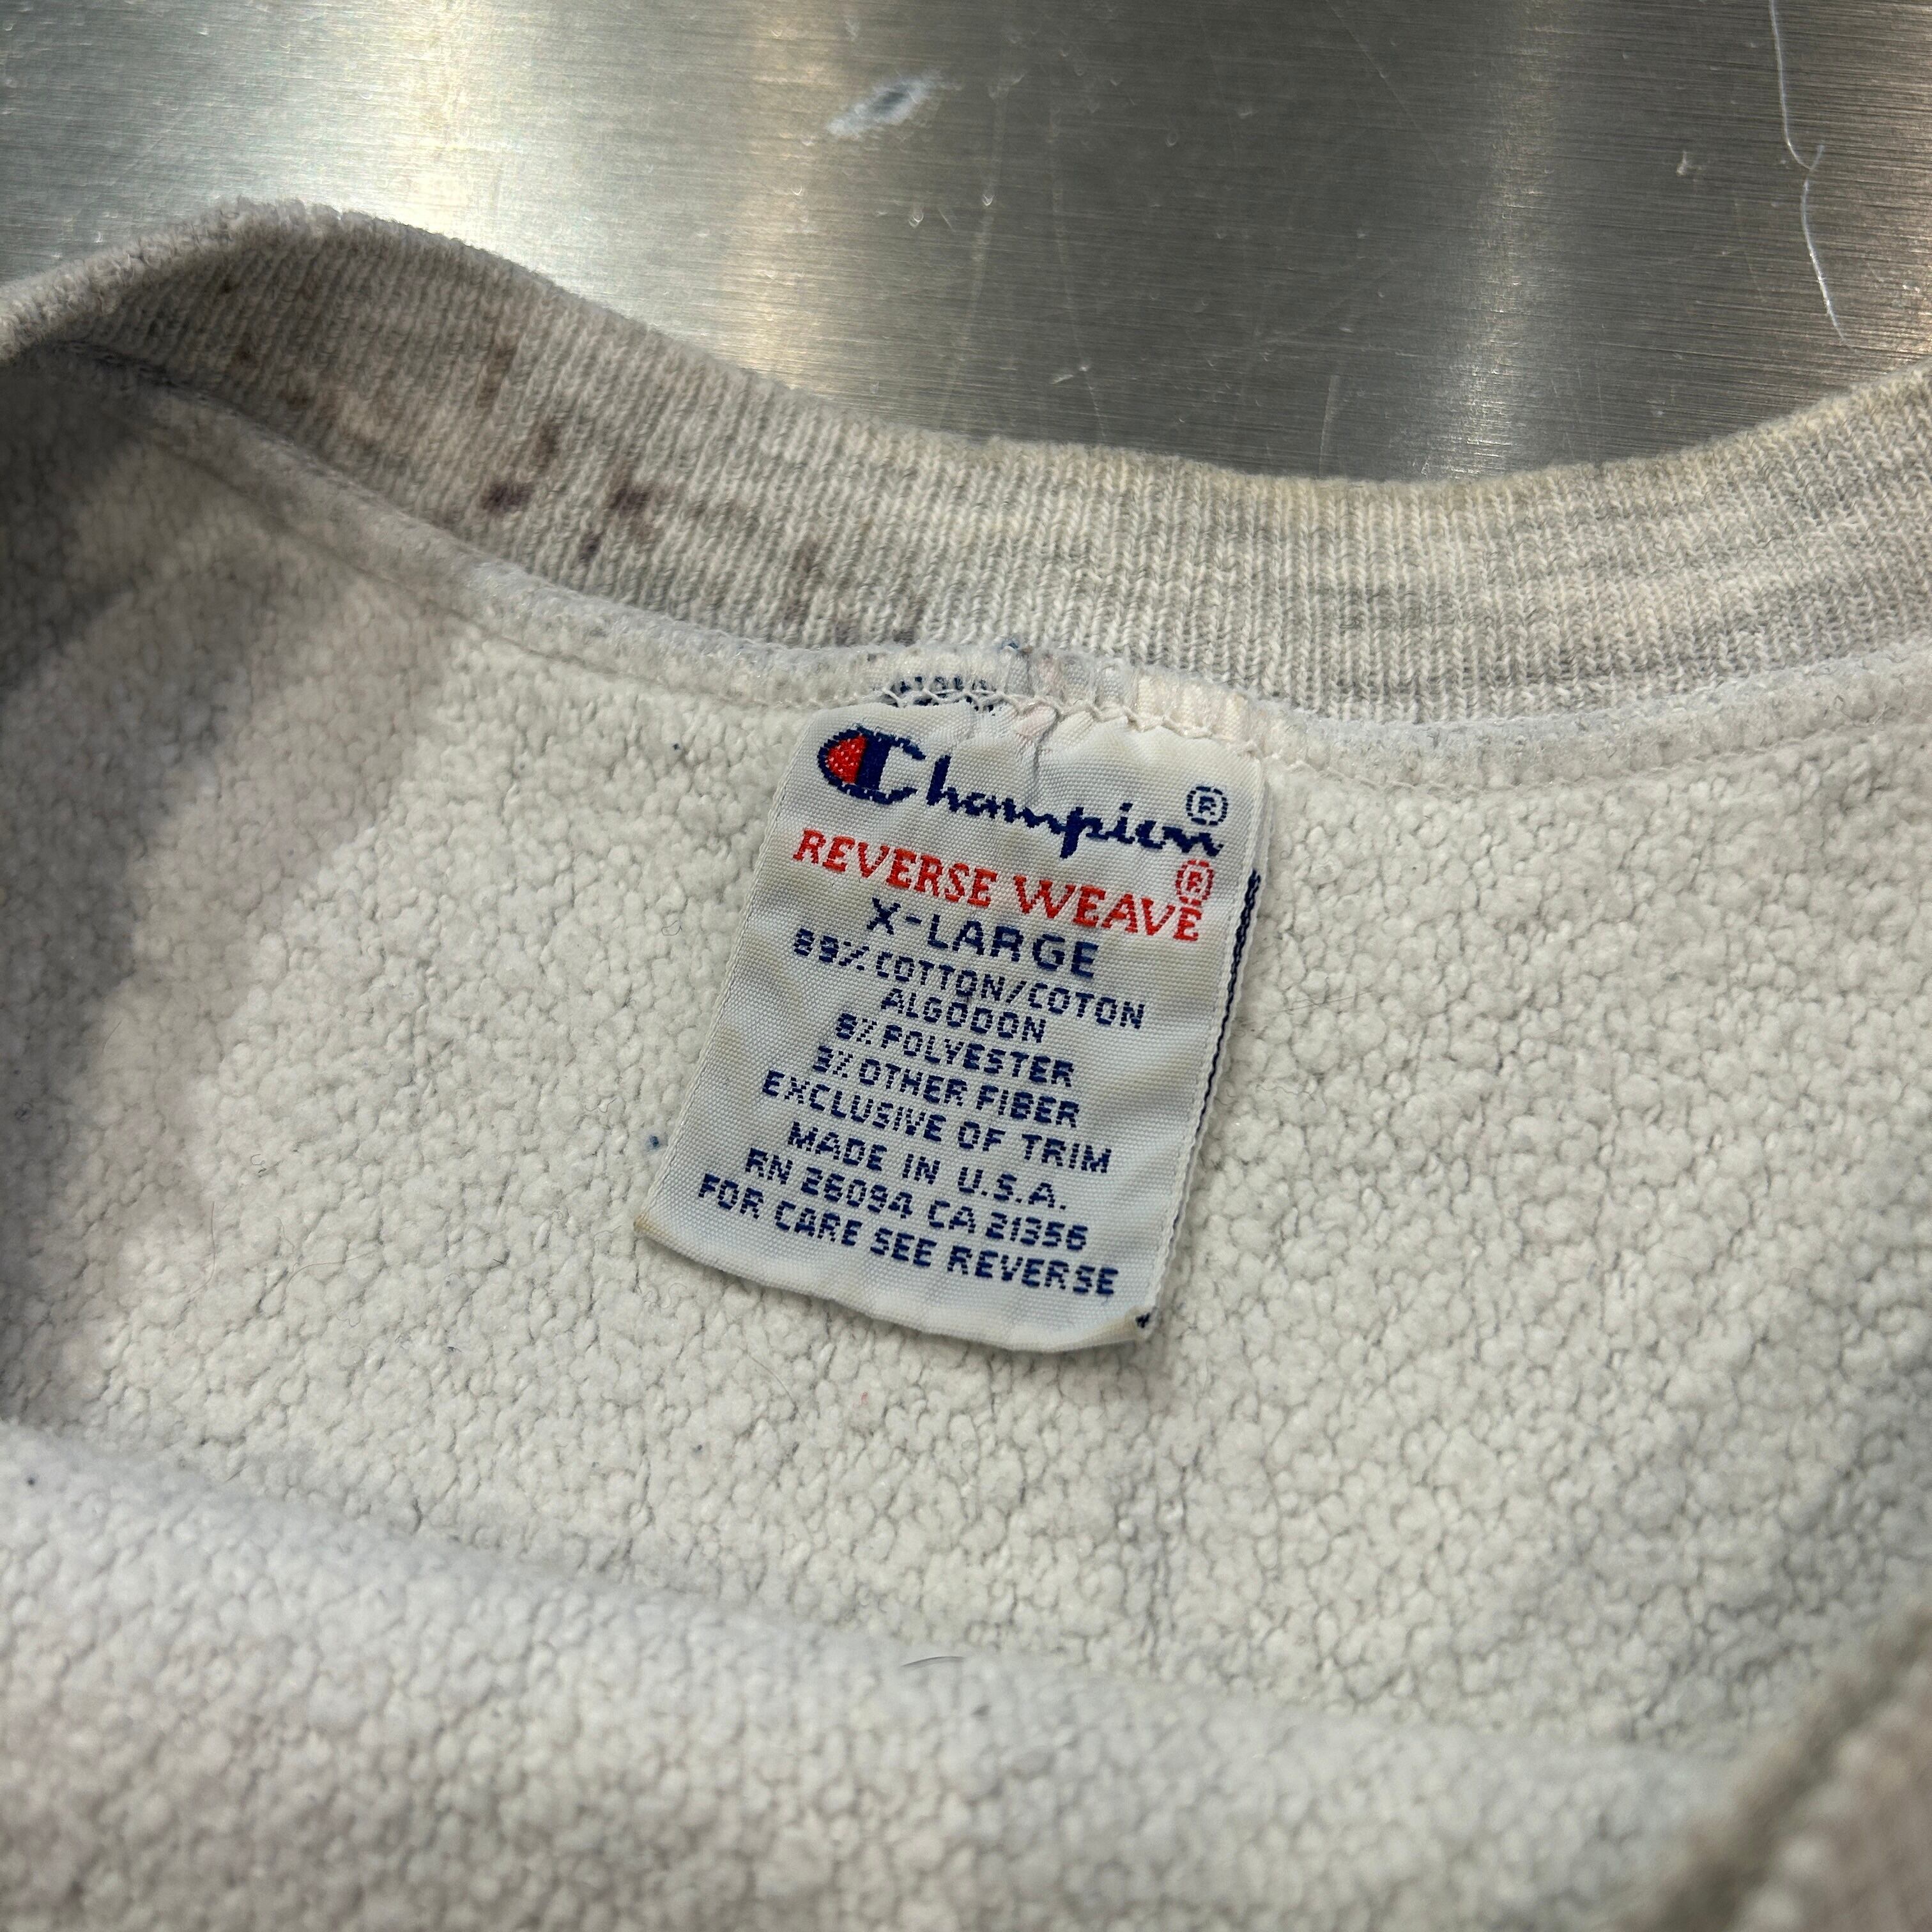 Champion®
REVERSE WEAVE®
X-LARGE
89% COTTON/COTON
ALGODON
8% POLYESTER
3% OTHER FIBER
EXCLUSIVE OF TRIM
MADE IN U.S.A.
RN 26094 CA 21356
FOR CARE SEE REVERSE